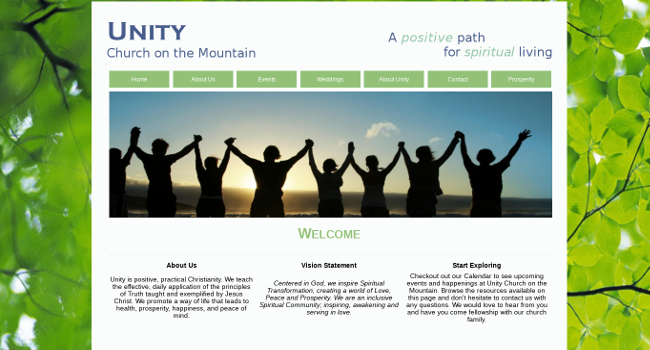 UNITY
Church on the Mountain
A positive path
for spiritual living
Home About Us Events Weddings About Unity Contact Prosperity
WELCOME
About Us
Unity is positive, practical Christianity. We teach
the effective, daily application of the principles
of Truth taught and exemplified by Jesus
Christ. We promote a way of life that leads to
health, prosperity, happiness, and peace of
mind.
Vision Statement
Centered in God, we inspire Spiritual
Transformation, creating a world of Love,
Peace and Prosperity. We are an inclusive
Spiritual Community; inspiring, awakening and
serving in love.
Start Exploring
Checkout out our Calendar to see upcoming
events and happenings at Unity Church on the
Mountain. Browse the resources available on
this page and don't hesitate to contact us with
any questions. We would love to hear from you
and have you come fellowship with our church
family.